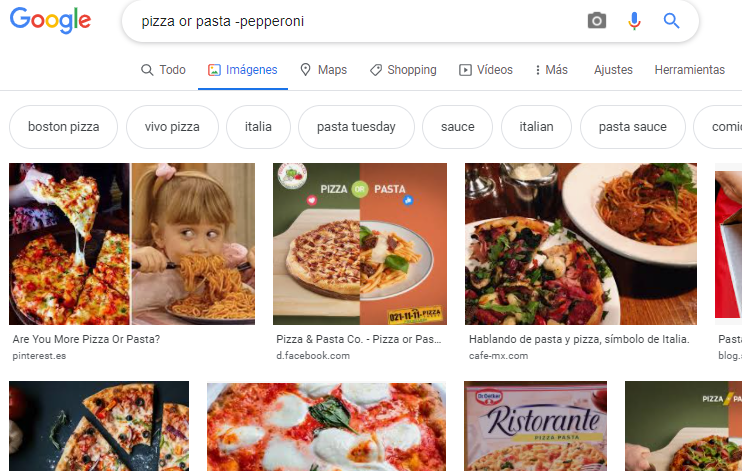 Google
pizza or pasta -pepperoni
Todo Imágenes Maps Shopping Vídeos Más Ajustes Herramientas
boston pizza vivo pizza italia pasta tuesday sauce italian pasta sauce comic
PIZZA OR PASTA
021-11-11-PIZZA
Are You More Pizza Or Pasta?
pinterest.es
Pizza & Pasta Co. - Pizza or Pas...
d.facebook.com
Hablando de pasta y pizza, símbolo de Italia.
cafe-mx.com
Past
blog.
Dr. Oetker
Ristorante
PIZZA PASTA
PIZZA